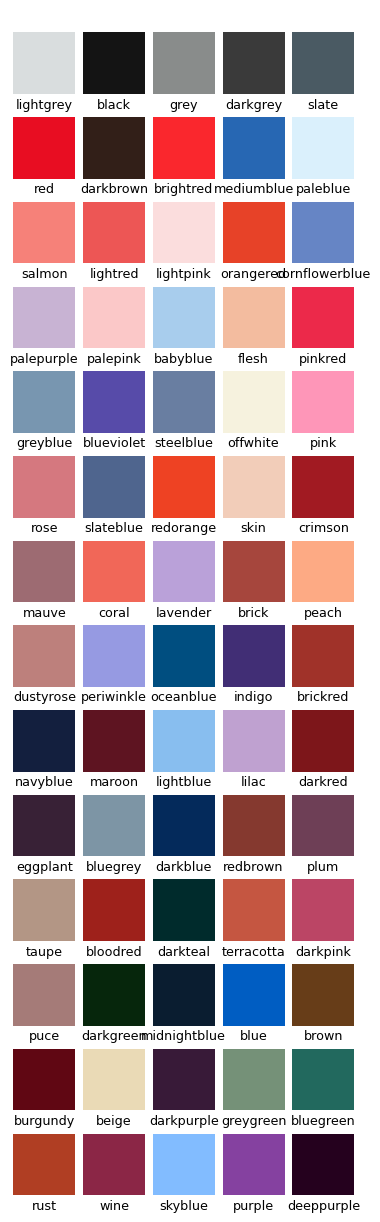 lightgrey black grey darkgrey slate
red darkbrown brightred mediumblue paleblue
salmon lightred lightpink orangered cornflowerblue
palepurple palepink babyblue flesh pinkred
greyblue blueviolet steelblue offwhite pink
rose slateblue redorange skin crimson
mauve coral lavender brick peach
dustyrose periwinkle oceanblue indigo brickred
navyblue maroon lightblue lilac darkred
eggplant bluegrey darkblue redbrown plum
taupe bloodred darkteal terracotta darkpink
puce darkgreen midnightblue blue brown
burgundy beige darkpurple greygreen bluegreen
rust wine skyblue purple deeppurple